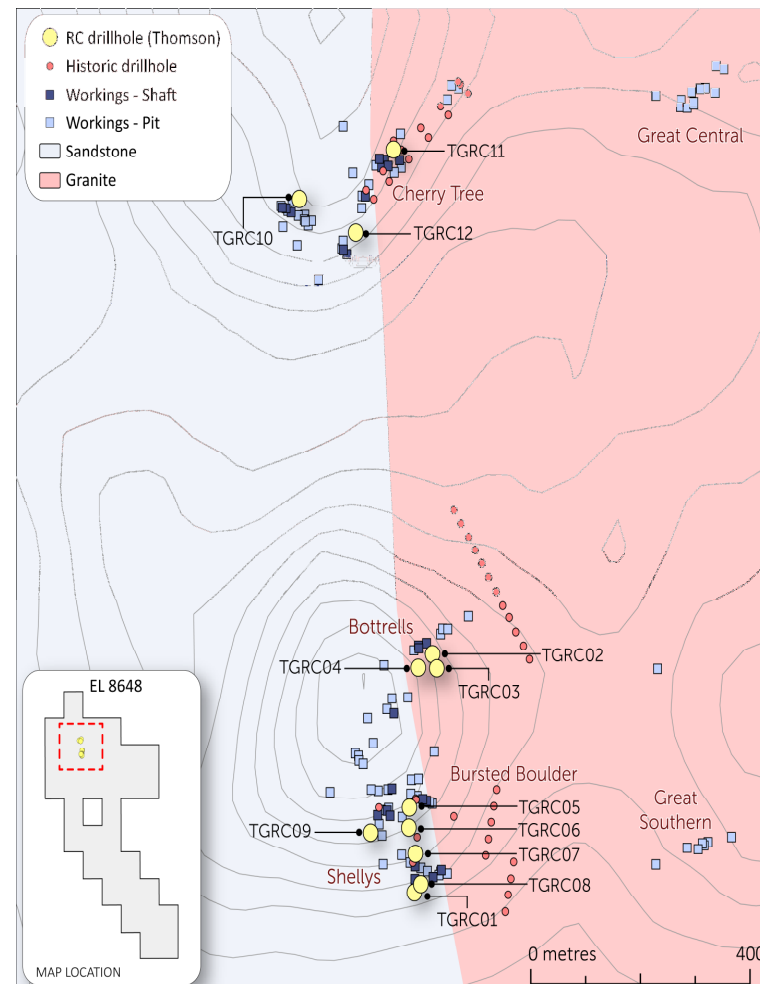 RC drillhole (Thomson)
Historic drillhole
Workings - Shaft
Workings - Pit
Sandstone
Granite
Great Central
TGRC11
Cherry Tree
TGRC10
TGRC12
Bottrells
TGRC02
TGRC04
TGRC03
EL 8648
Bursted Boulder
TGRC05
Great
Southern
TGRC09
TGRC06
TGRC07
Shellys
TGRC08
TGRC01
0 metres
400
MAP LOCATION